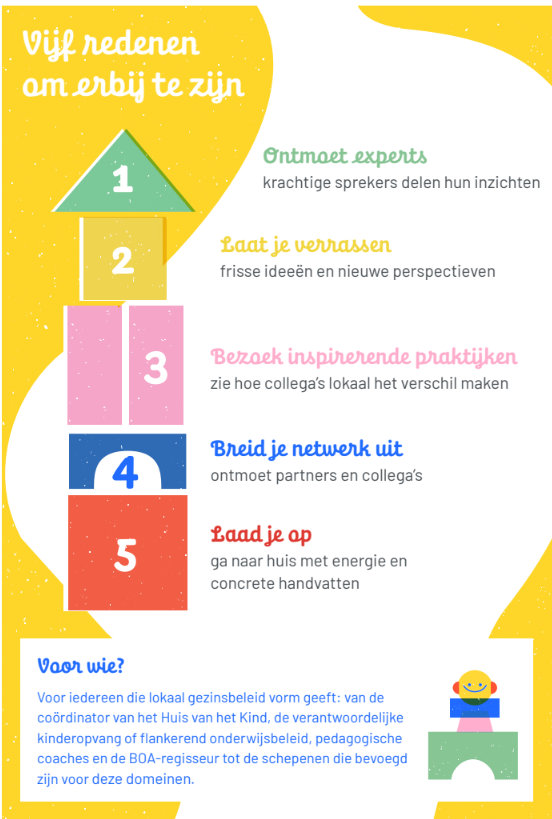 Vijf redenen
om erbij te zijn
1
Ontmoet experts
krachtige sprekers delen hun inzichten
2
Laat je verrassen
frisse ideeën en nieuwe perspectieven
3
Bezoek inspirerende praktijken
zie hoe collega's lokaal het verschil maken
4
Breid je netwerk uit
ontmoet partners en collega's
5
Laad je op
ga naar huis met energie en
concrete handvatten
Voor wie?
Voor iedereen die lokaal gezinsbeleid vorm geeft: van de
coördinator van het Huis van het Kind, de verantwoordelijke
kinderopvang of flankerend onderwijsbeleid, pedagogische
coaches en de BOA-regisseur tot de schepenen die bevoegd
zijn voor deze domeinen.